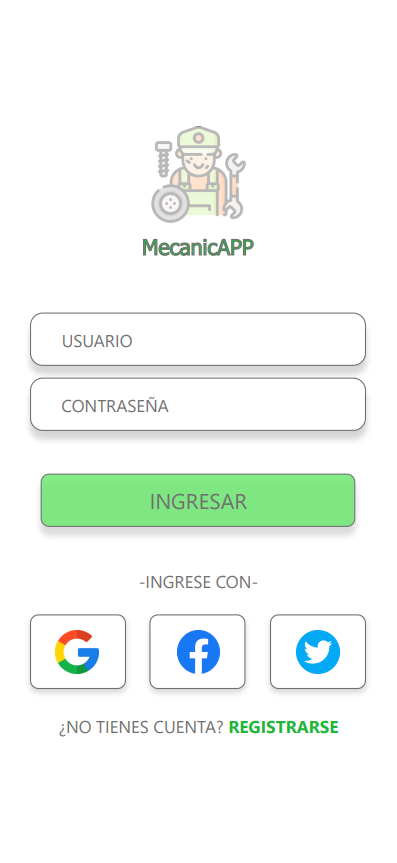 MecanicAPP
USUARIO
CONTRASEÑA
INGRESAR
-INGRESE CON-
¿NO TIENES CUENTA? REGISTRARSE